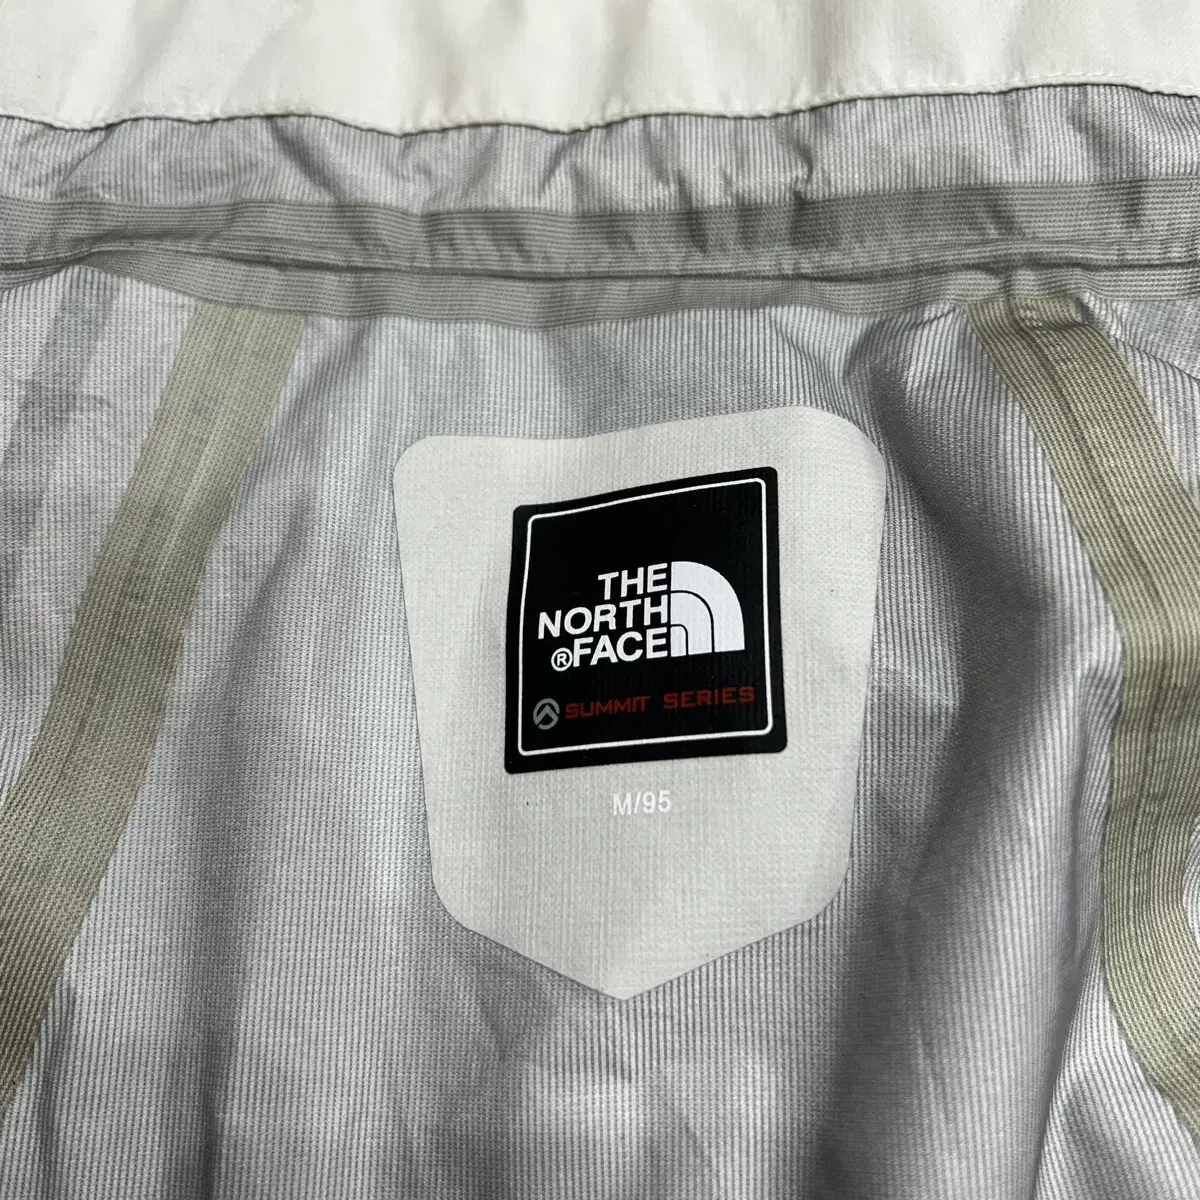 THE
NORTH
®FACE
SUMMIT SERIES
M/95